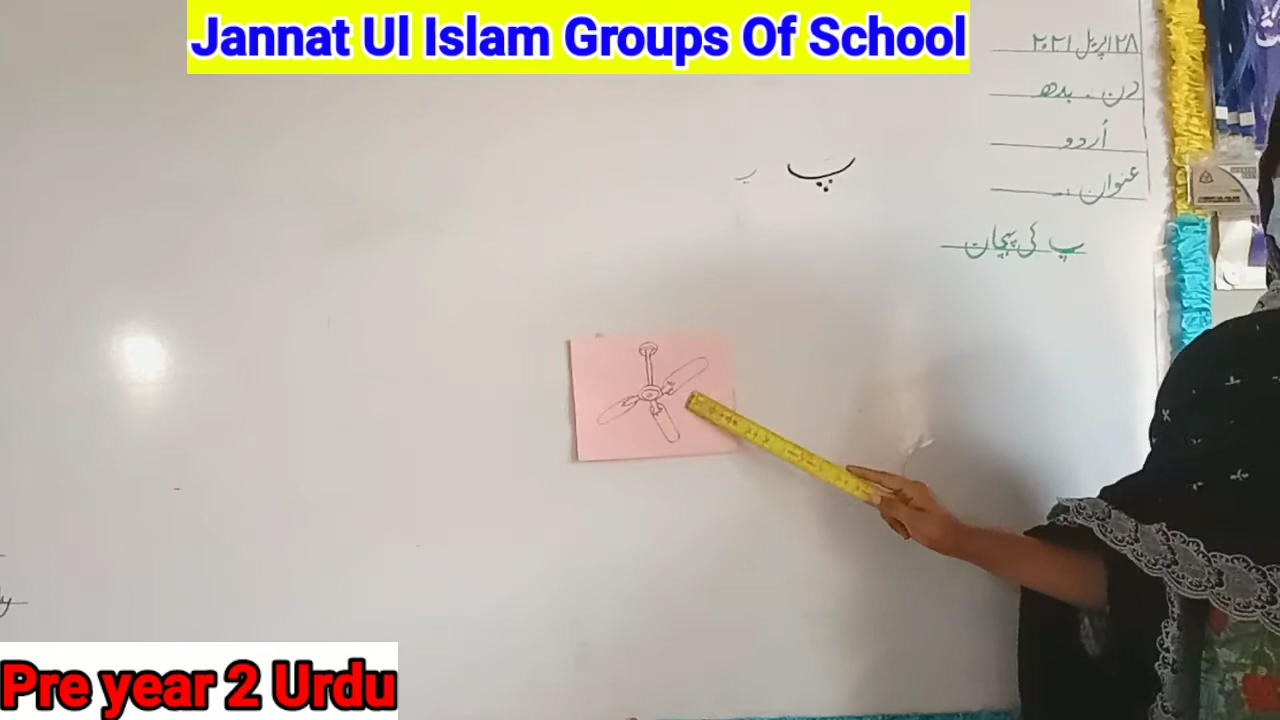 Jannat Ul Islam Groups Of School
۲۸ اپریل ۲۰۲۱
دن :۔ بدھ
اُردو
عنوان :۔
پ کی پہچان
پ
Pre year 2 Urdu